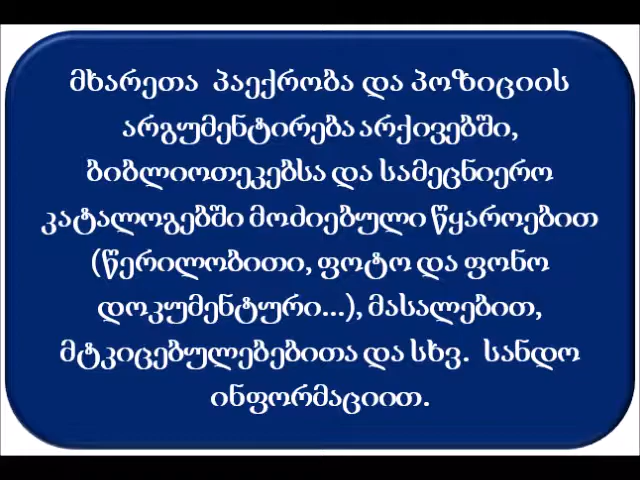 მხარეთა პაექრობა და პოზიციის
არგუმენტირება არქივებში,
ბიბლიოთეკებსა და სამეცნიერო
კატალოგებში მოძიებული წყაროებით
(წერილობითი, ფოტო და ფონო
დოკუმენტური...), მასალებით,
მტკიცებულებებითა და სხვ. სანდო
ინფორმაციით.